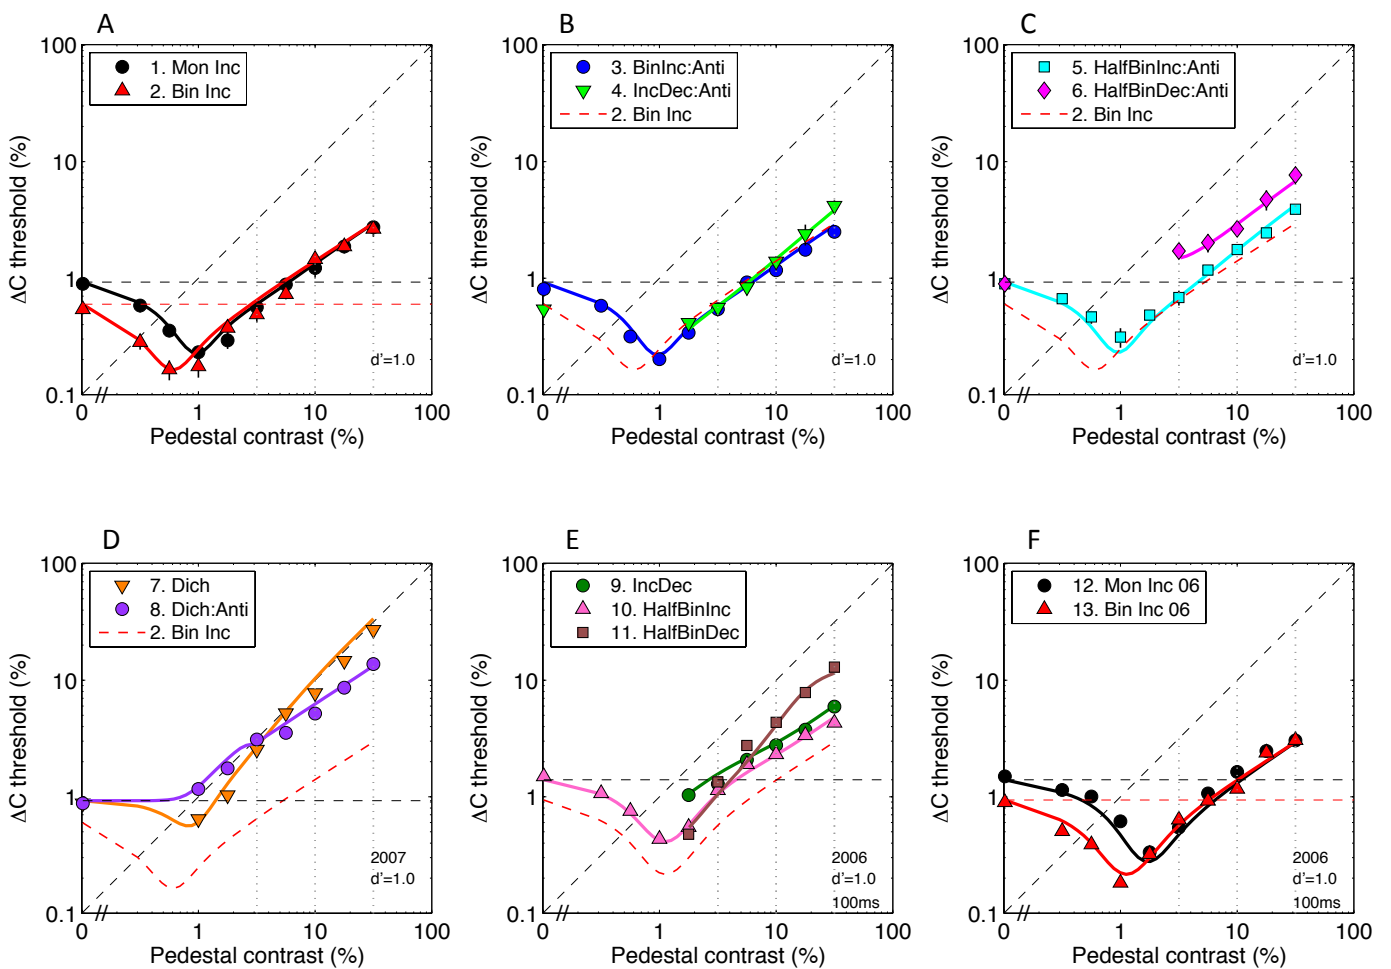 A
B
C
100
1. Mon Inc
2. Bin Inc
10
1
0.1
ΔC threshold (%)
d'=1.0
0
1
10
100
Pedestal contrast (%)
100
3. BinInc:Anti
4. IncDec:Anti
2. Bin Inc
10
1
0.1
ΔC threshold (%)
d'=1.0
0
1
10
100
Pedestal contrast (%)
100
5. HalfBinInc:Anti
6. HalfBinDec:Anti
2. Bin Inc
10
1
0.1
ΔC threshold (%)
d'=1.0
0
1
10
100
Pedestal contrast (%)
D
E
F
100
7. Dich
8. Dich:Anti
2. Bin Inc
10
1
0.1
ΔC threshold (%)
2007
d'=1.0
0
1
10
100
Pedestal contrast (%)
100
9. IncDec
10. HalfBinInc
11. HalfBinDec
10
1
0.1
ΔC threshold (%)
2006
d'=1.0
100ms
0
1
10
100
Pedestal contrast (%)
100
12. Mon Inc 06
13. Bin Inc 06
10
1
0.1
ΔC threshold (%)
2006
d'=1.0
100ms
0
1
10
100
Pedestal contrast (%)